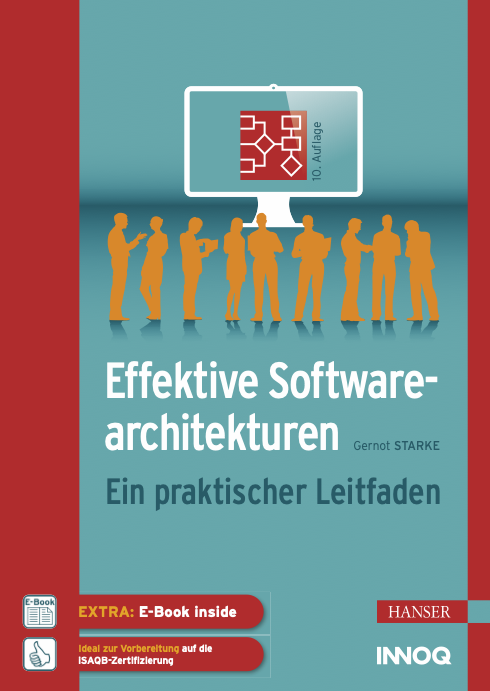 10. Auflage
Effektive Software-
architekturen
Gernot STARKE
Ein praktischer Leitfaden
E-Book
EXTRA: E-Book inside
Ideal zur Vorbereitung auf die
iSAQB-Zertifizierung
HANSER
INNOQ